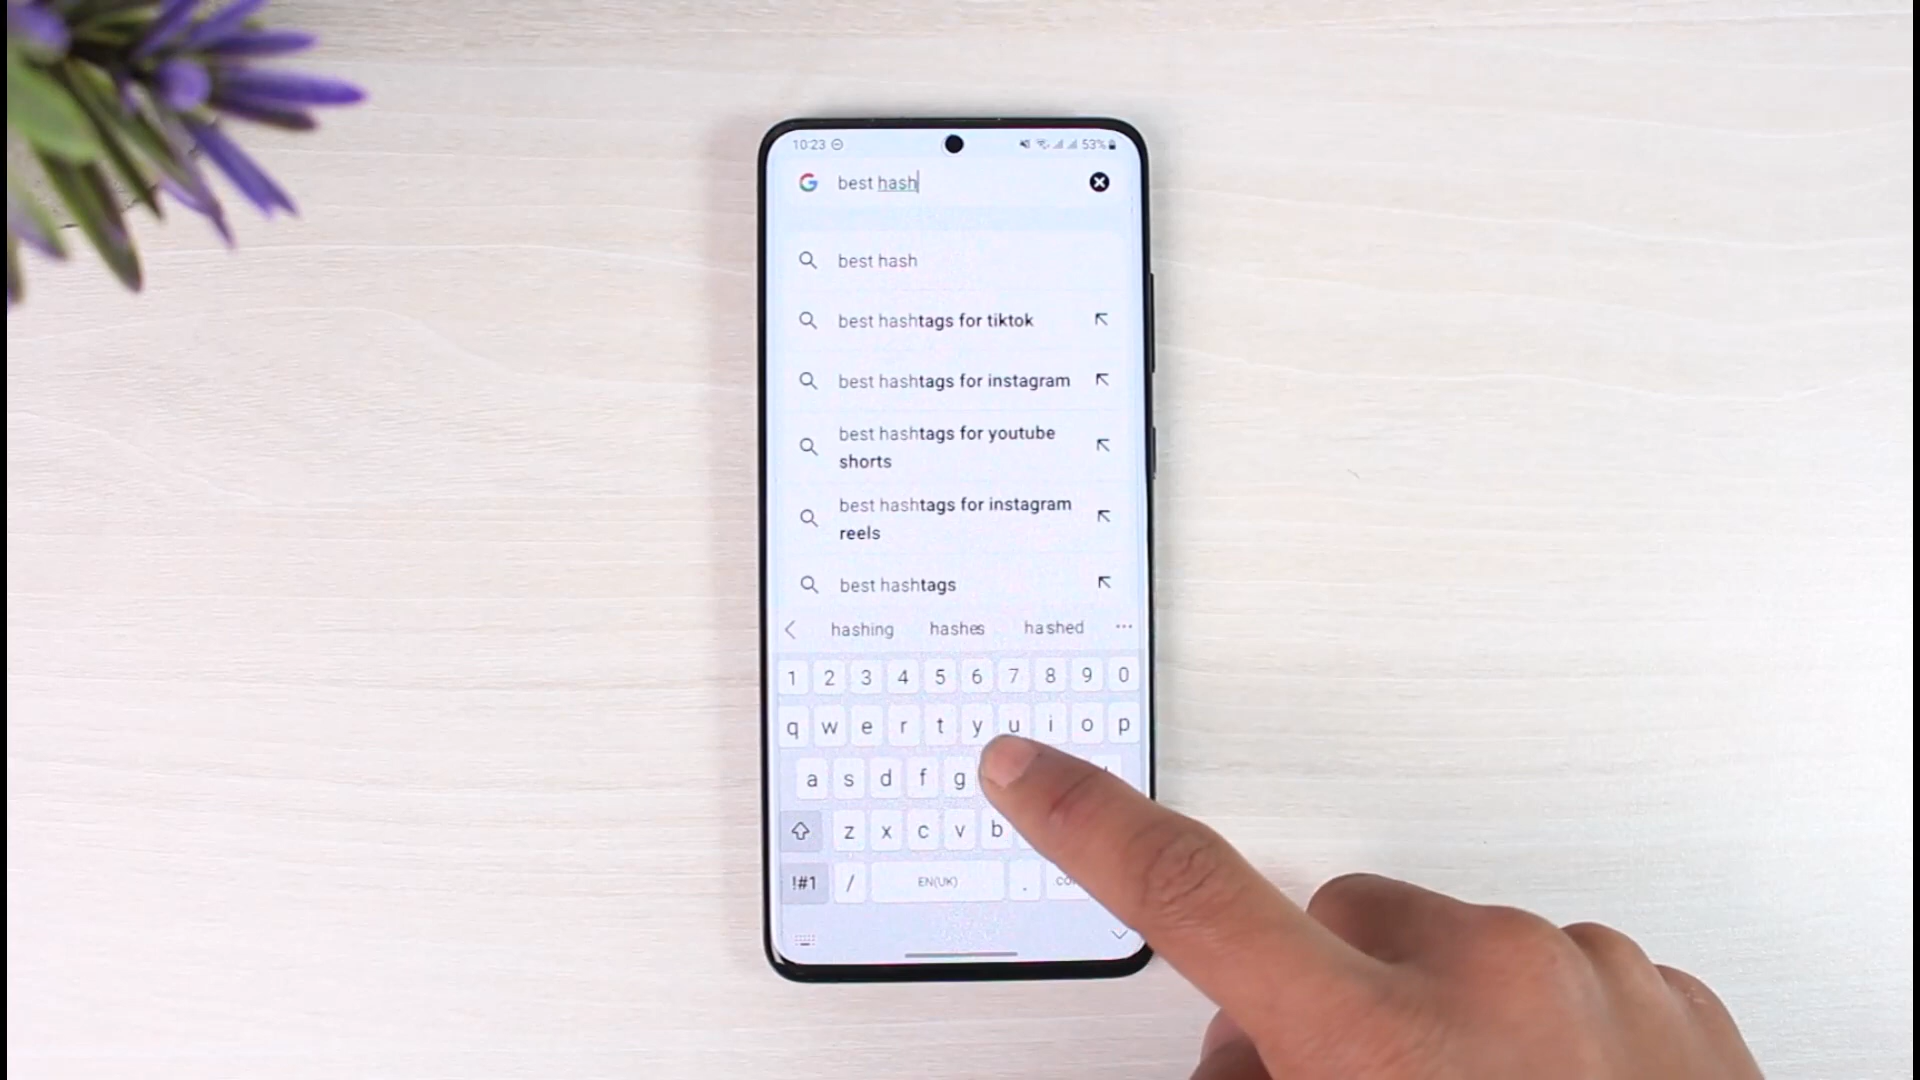 10:23
53%
best hash
best hash
best hashtags for tiktok
best hashtags for instagram
best hashtags for youtube
shorts
best hashtags for instagram
reels
best hashtags
hashing hashes hashed ...
1 2 3 4 5 6 7 8 9 0
q w e r t y u i o p
a s d f g
z x c v b
!#1 / EN(UK) .